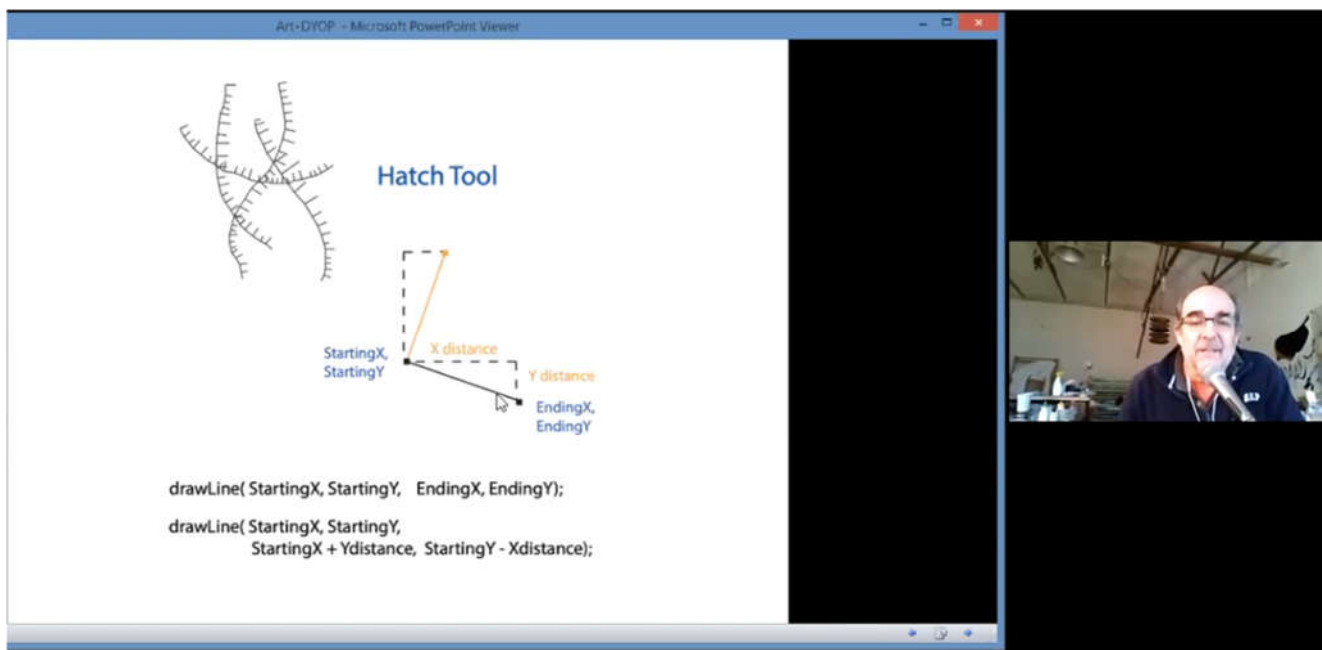 Art+DYOP - Microsoft PowerPoint Viewer
Hatch Tool
StartingX,
StartingY
X distance
Y distance
EndingX,
EndingY
drawLine( StartingX, StartingY, EndingX, EndingY);
drawLine( StartingX, StartingY,
StartingX + Ydistance, StartingY - Xdistance);